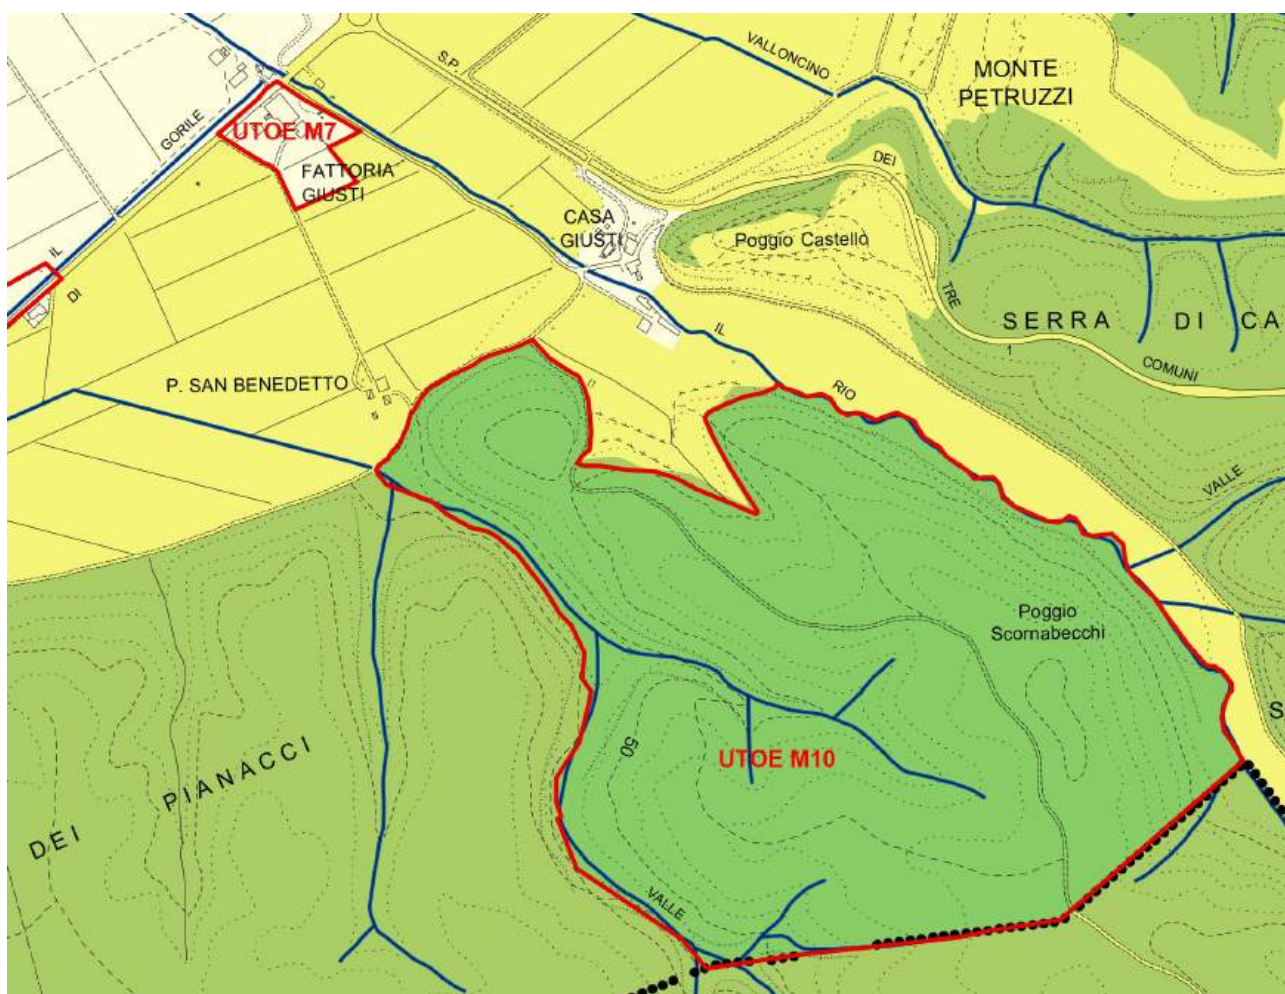 VALLONCINO
MONTE
PETRUZZI
S.P.
GORILE
UTOE M7
FATTORIA
GIUSTI
DEI
CASA
GIUSTI
Poggio Castello
IL
DI
TRE
SERRA DI CA
1
COMUNI
IL
RIO
P. SAN BENEDETTO
VALLE
Poggio
Scornabecchi
S
50
UTOE M10
DEI PIANACCI
VALLE